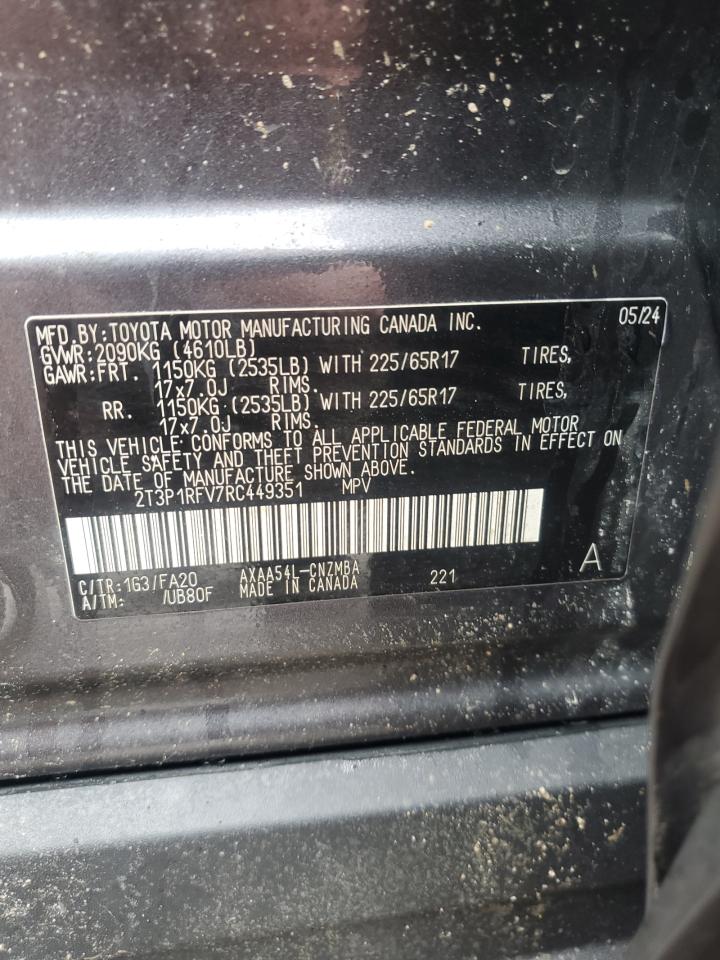 MFD.BY:TOYOTA MOTOR MANUFACTURING CANADA INC. 05/24
GVWR:2090KG (4610LB)
GAWR:FRT. 1150KG (2535LB) WITH 225/65R17 TIRES,
17x7.0J RIMS.
RR. 1150KG (2535LB) WITH 225/65R17 TIRES,
17x7.0J RIMS.
THIS VEHICLE CONFORMS TO ALL APPLICABLE FEDERAL MOTOR
VEHICLE SAFETY AND THEFT PREVENTION STANDARDS IN EFFECT ON
THE DATE OF MANUFACTURE SHOWN ABOVE.
2T3P1RFV7RC449351 MPV
A
C/TR:1G3/FA20 AXAA54L-CNZMBA 221
A/TM: /UB80F MADE IN CANADA